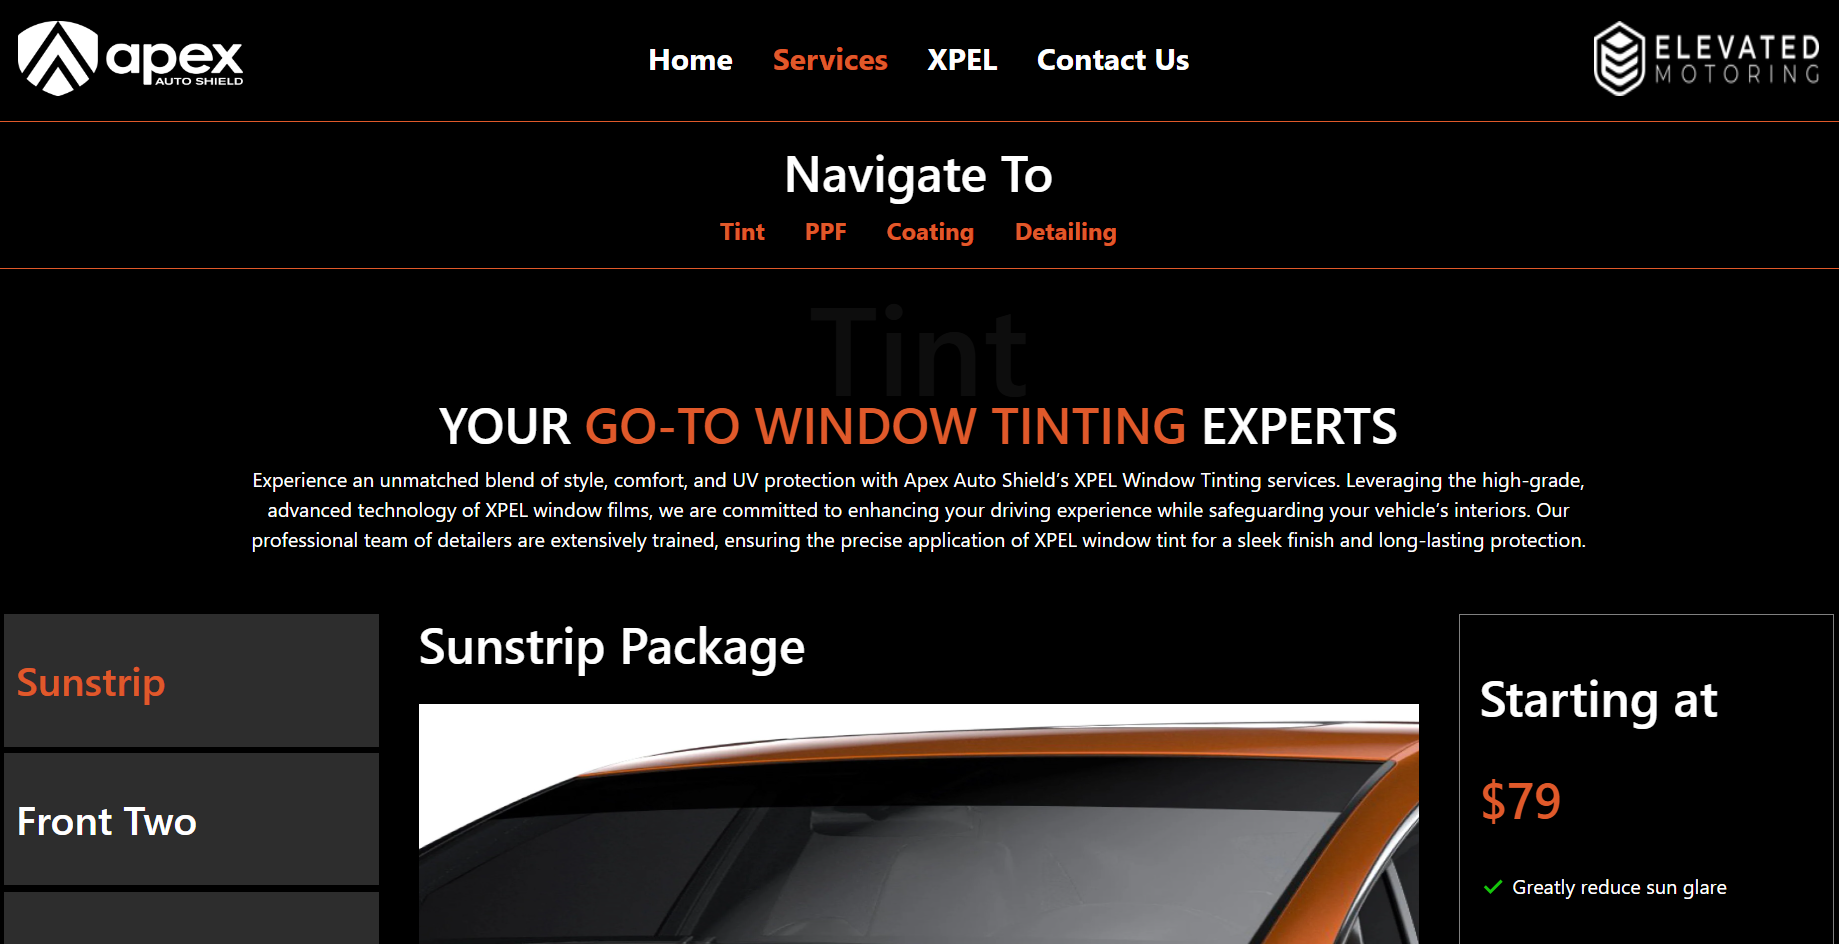 apex
AUTO SHIELD
Home Services XPEL Contact Us
ELEVATED
MOTORING
Navigate To
Tint PPF Coating Detailing
Tint
YOUR GO-TO WINDOW TINTING EXPERTS
Experience an unmatched blend of style, comfort, and UV protection with Apex Auto Shield’s XPEL Window Tinting services. Leveraging the high-grade,
advanced technology of XPEL window films, we are committed to enhancing your driving experience while safeguarding your vehicle’s interiors. Our
professional team of detailers are extensively trained, ensuring the precise application of XPEL window tint for a sleek finish and long-lasting protection.
Sunstrip
Front Two
Sunstrip Package
Starting at
$79
Greatly reduce sun glare